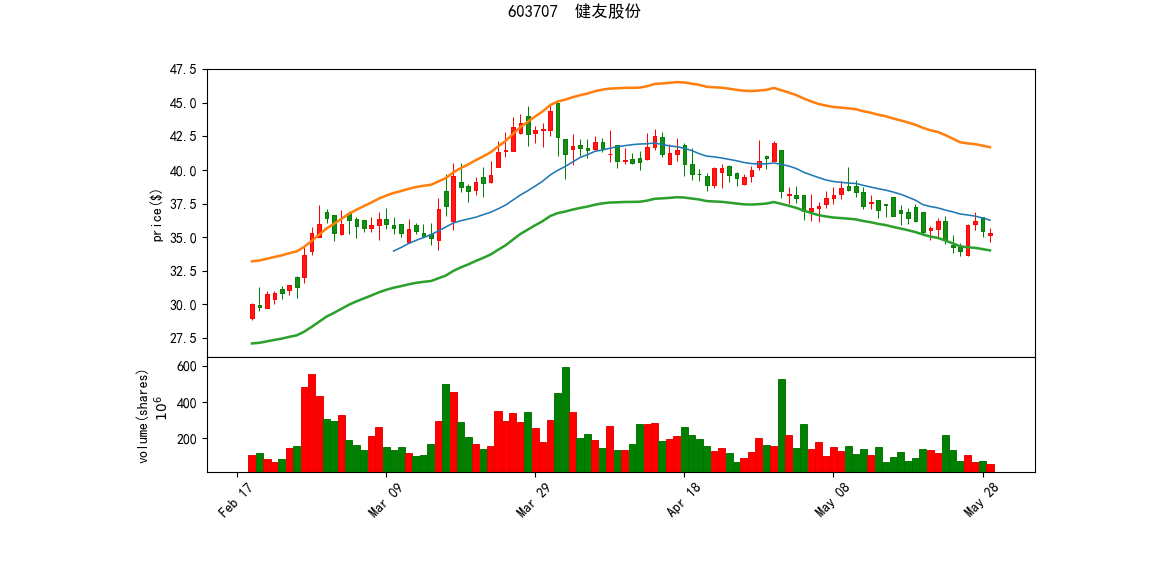 603707 健友股份
47.5
45.0
42.5
40.0
37.5
35.0
32.5
30.0
27.5
price($)
600
400
200
volume(shares)
10^6
Feb 17
Mar 09
Mar 29
Apr 18
May 08
May 28